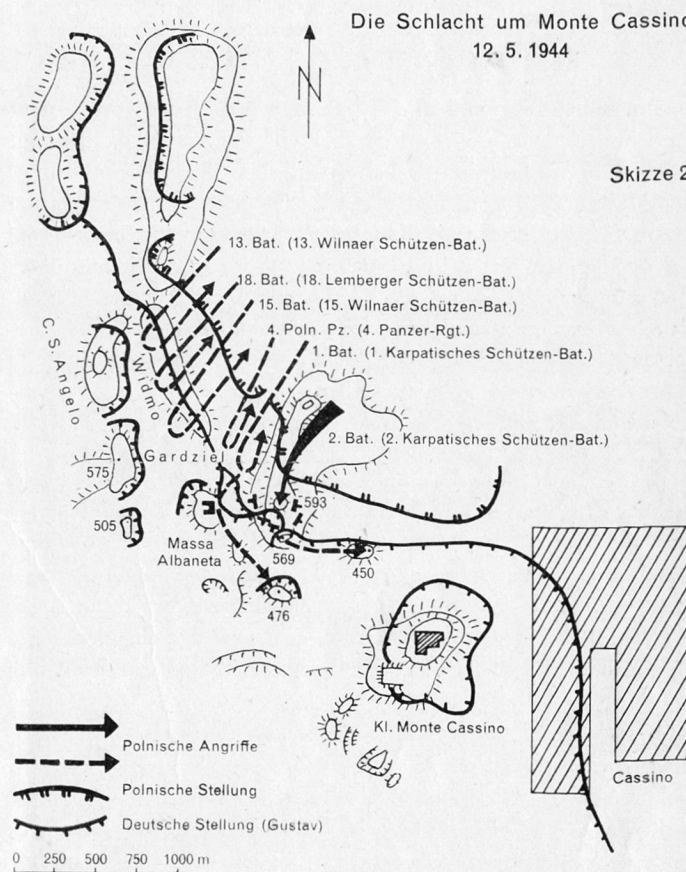 Die Schlacht um Monte Cassino
12. 5. 1944
N
Skizze 2
13. Bat. (13. Wilnaer Schützen-Bat.)
18. Bat. (18. Lemberger Schützen-Bat.)
15. Bat. (15. Wilnaer Schützen-Bat.)
4. Poln. Pz. (4. Panzer-Rgt.)
1. Bat. (1. Karpatisches Schützen-Bat.)
C. S. Angelo
Widmo
2. Bat. (2. Karpatisches Schützen-Bat.)
Gardziel
575
593
505
Massa
Albaneta
569
450
476
Kl. Monte Cassino
Cassino
Polnische Angriffe
Polnische Stellung
Deutsche Stellung (Gustav)
0 250 500 750 1000 m